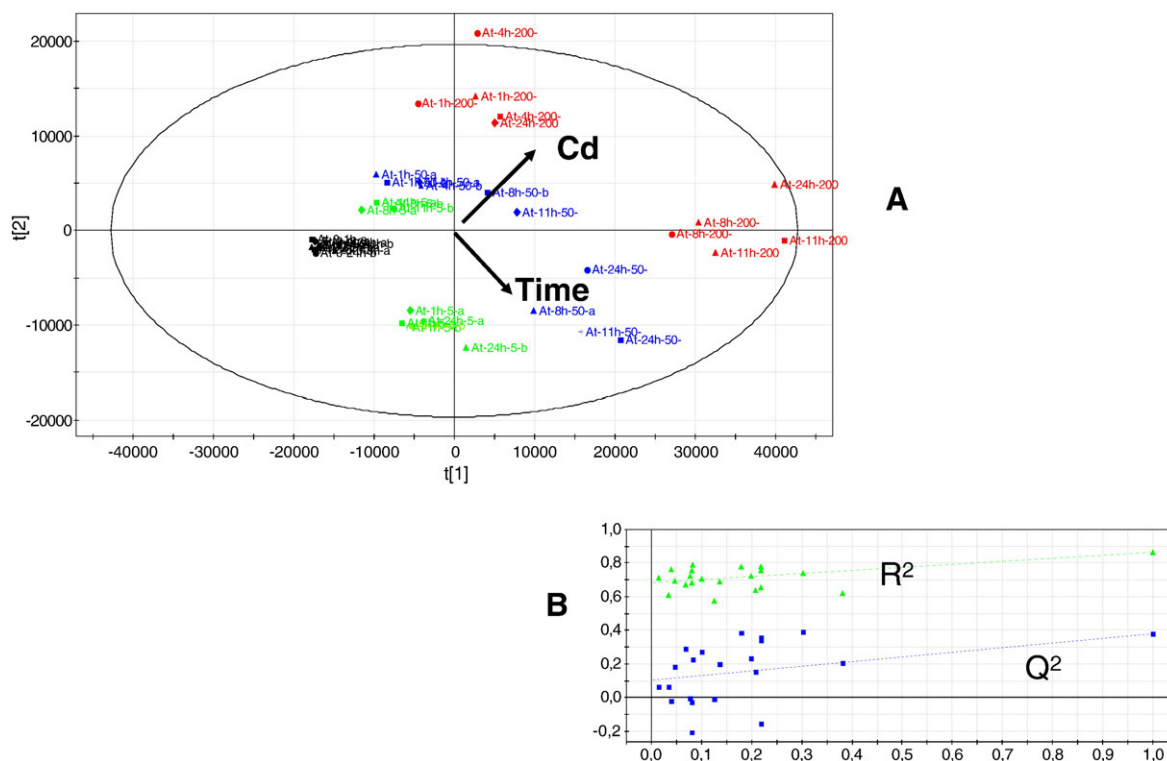 20000
At-4h-200-
At-1h-200-
At-1h-200-
At-4h-200-
At-24h-200
10000
Cd
At-1h-50-a
At-8h-50-b
At-24h-200
At-11h-50-
At-8h-200-
A
t[2]
0
At-8h-200-
At-11h-200
At-11h-200
At-24h-50-
Time
At-1h-5-a
At-8h-50-a
At-24h-5-a
-10000
At-11h-50-
At-24h-50-
At-24h-5-b
-20000
-40000 -30000 -20000 -10000 0 10000 20000 30000 40000
t[1]
1,0
0,8
R²
0,6
B
0,4
0,2
Q²
0,0
-0,2
0,0 0,1 0,2 0,3 0,4 0,5 0,6 0,7 0,8 0,9 1,0